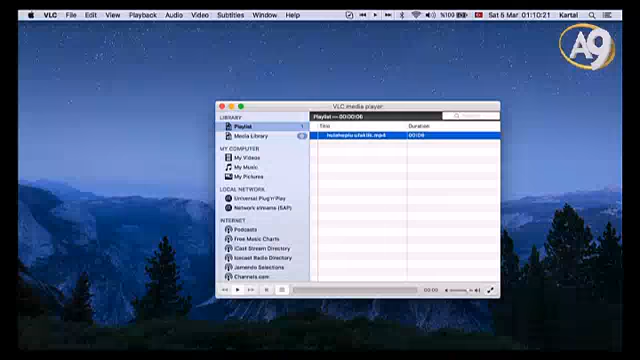 VLC File Edit View Playback Audio Video Subtitles Window Help %100 Sat 5 Mar 01:10:21 Kartal
A9
VLC media player
LIBRARY
Playlist 1
Media Library
MY COMPUTER
My Videos
My Music
My Pictures
LOCAL NETWORK
Universal Plug'n'Play
Network streams (SAP)
INTERNET
Podcasts
Free Music Charts
iCast Stream Directory
Icecast Radio Directory
Jamendo Selections
Channels.com
Playlist — 00:00:06
Search
Title Duration
00:06
00:00